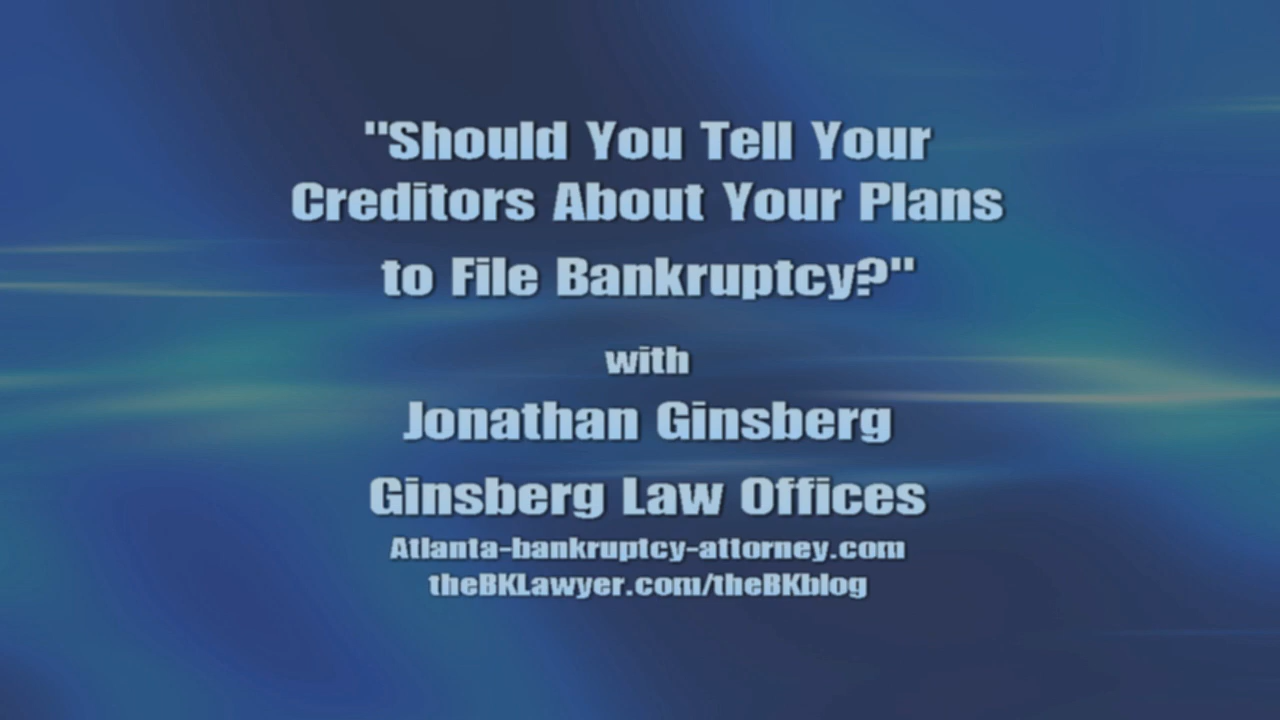 "Should You Tell Your
Creditors About Your Plans
to File Bankruptcy?"
with
Jonathan Ginsberg
Ginsberg Law Offices
Atlanta-bankruptcy-attorney.com
theBKLawyer.com/theBKblog